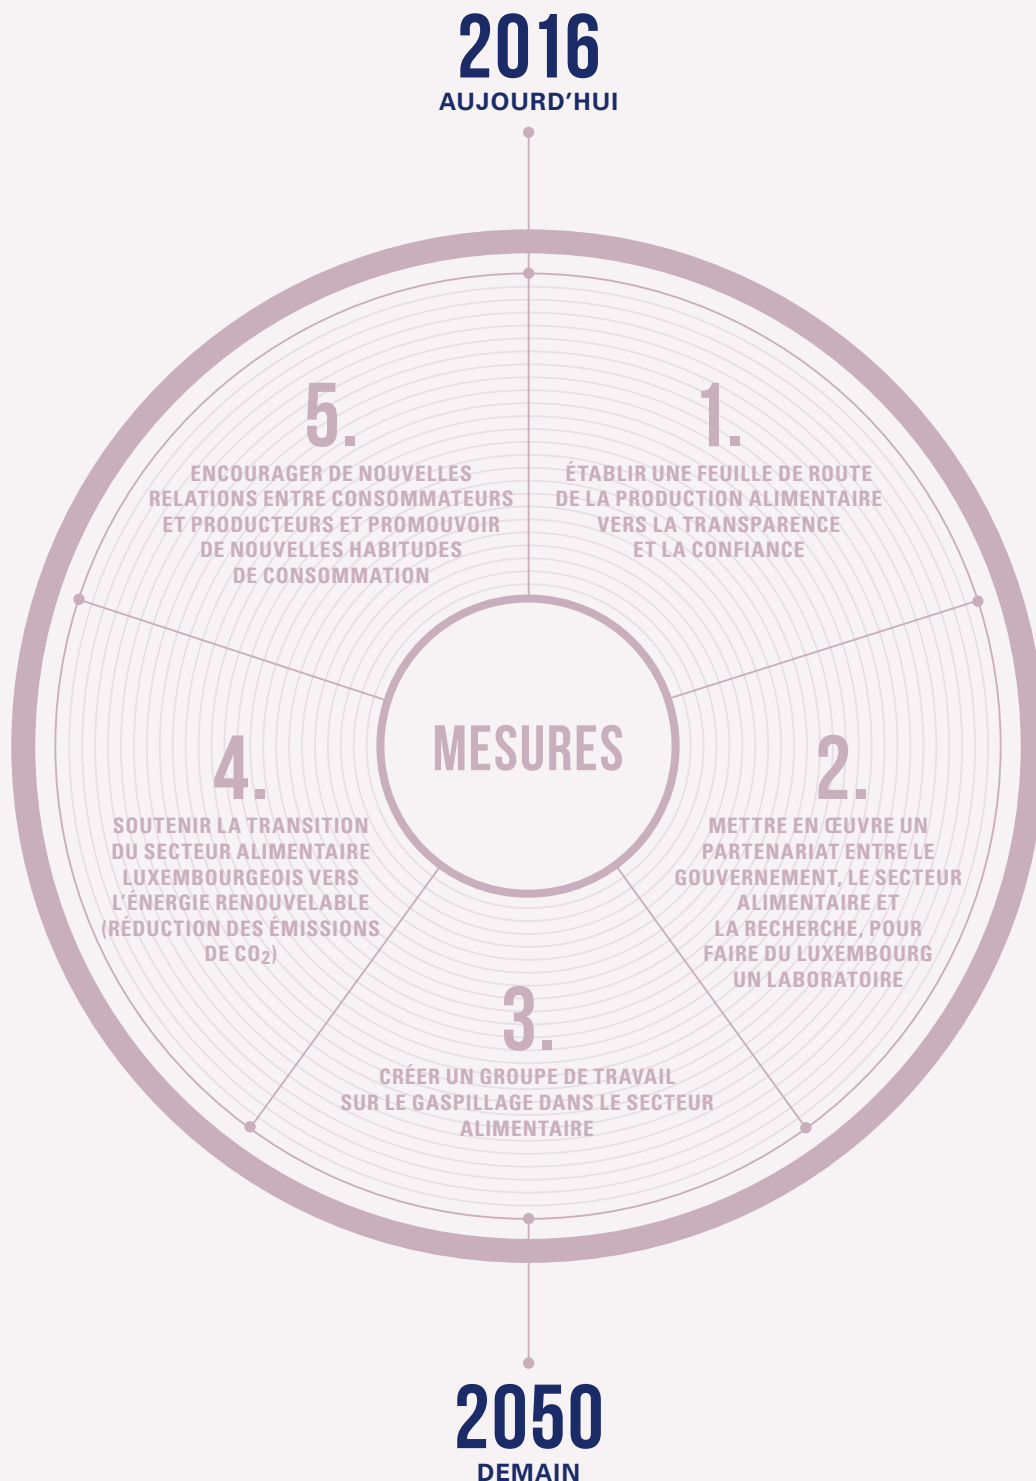 2016
AUJOURD'HUI
5.
ENCOURAGER DE NOUVELLES
RELATIONS ENTRE CONSOMMATEURS
ET PRODUCTEURS ET PROMOUVOIR
DE NOUVELLES HABITUDES
DE CONSOMMATION
1.
ÉTABLIR UNE FEUILLE DE ROUTE
DE LA PRODUCTION ALIMENTAIRE
VERS LA TRANSPARENCE
ET LA CONFIANCE
MESURES
4.
SOUTENIR LA TRANSITION
DU SECTEUR ALIMENTAIRE
LUXEMBOURGEOIS VERS
L'ÉNERGIE RENOUVELABLE
(RÉDUCTION DES ÉMISSIONS
DE CO₂)
2.
METTRE EN ŒUVRE UN
PARTENARIAT ENTRE LE
GOUVERNEMENT, LE SECTEUR
ALIMENTAIRE ET
LA RECHERCHE, POUR
FAIRE DU LUXEMBOURG
UN LABORATOIRE
3.
CRÉER UN GROUPE DE TRAVAIL
SUR LE GASPILLAGE DANS LE SECTEUR
ALIMENTAIRE
2050
DEMAIN